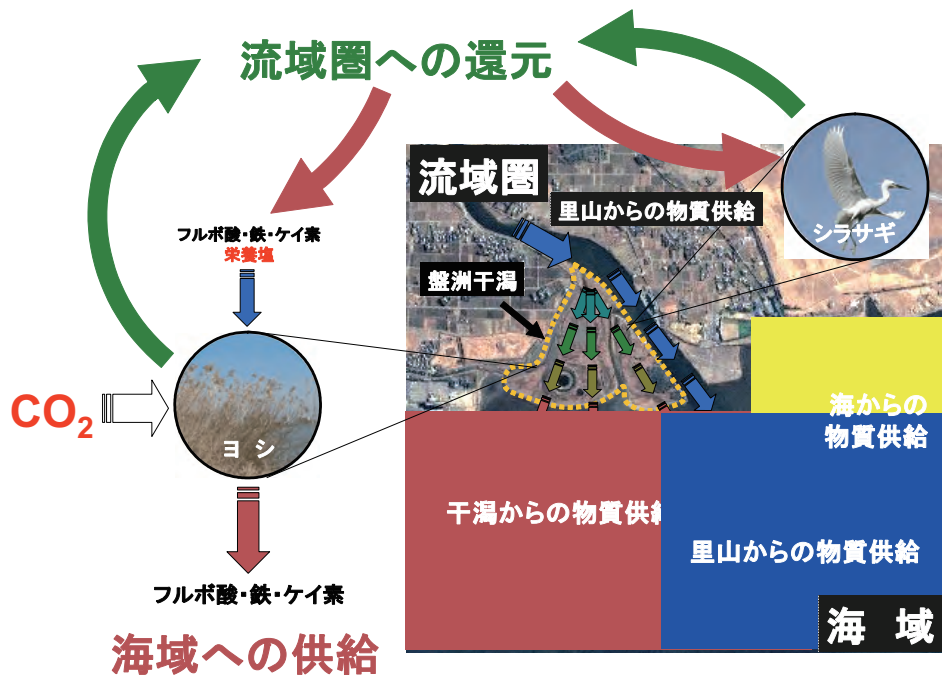 流域圏への還元
流域圏
里山からの物質供給
シラサギ
フルボ酸・鉄・ケイ素
栄養塩
盤洲干潟
CO₂
ヨシ
海からの
物質供給
干潟からの物質供給
里山からの物質供給
フルボ酸・鉄・ケイ素
海域
海域への供給